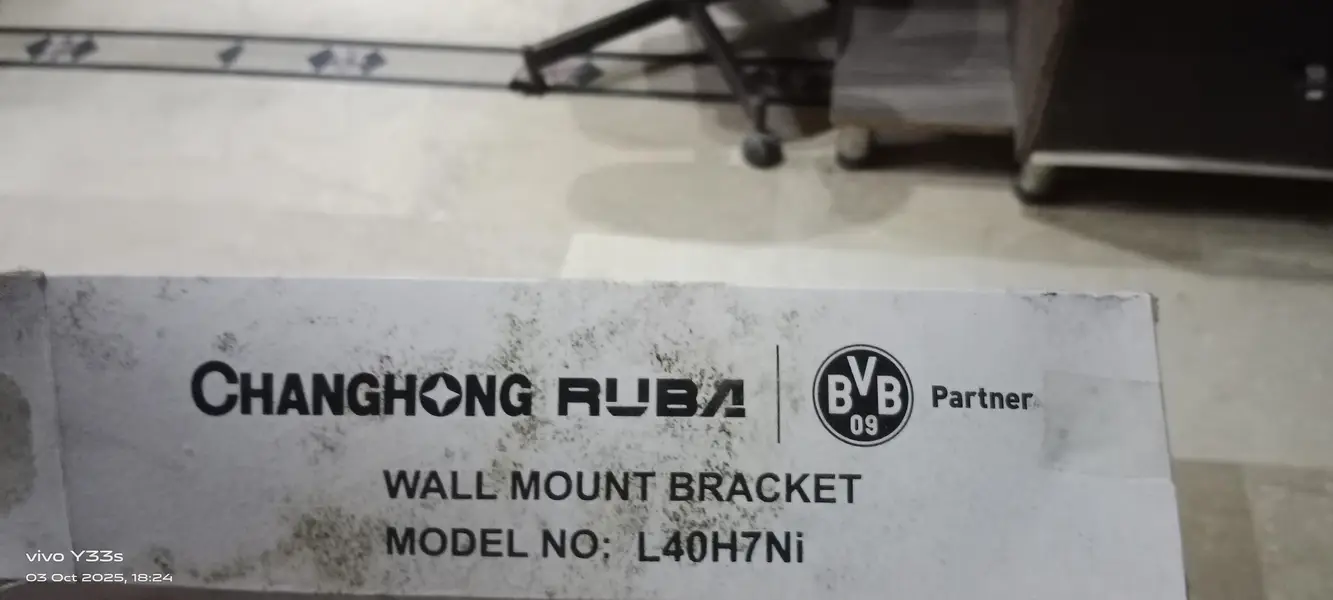 CHANGHONG RUBA BVB 09 Partner
WALL MOUNT BRACKET
MODEL NO: L40H7Ni
vivo Y33s
03 Oct 2025, 18:24